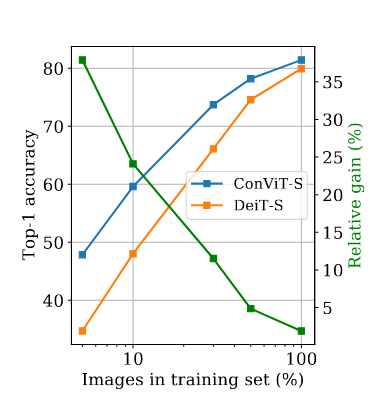 80
70
60
50
40
Top-1 accuracy
ConViT-S
DeiT-S
35
30
25
20
15
10
5
Relative gain (%)
10
100
Images in training set (%)